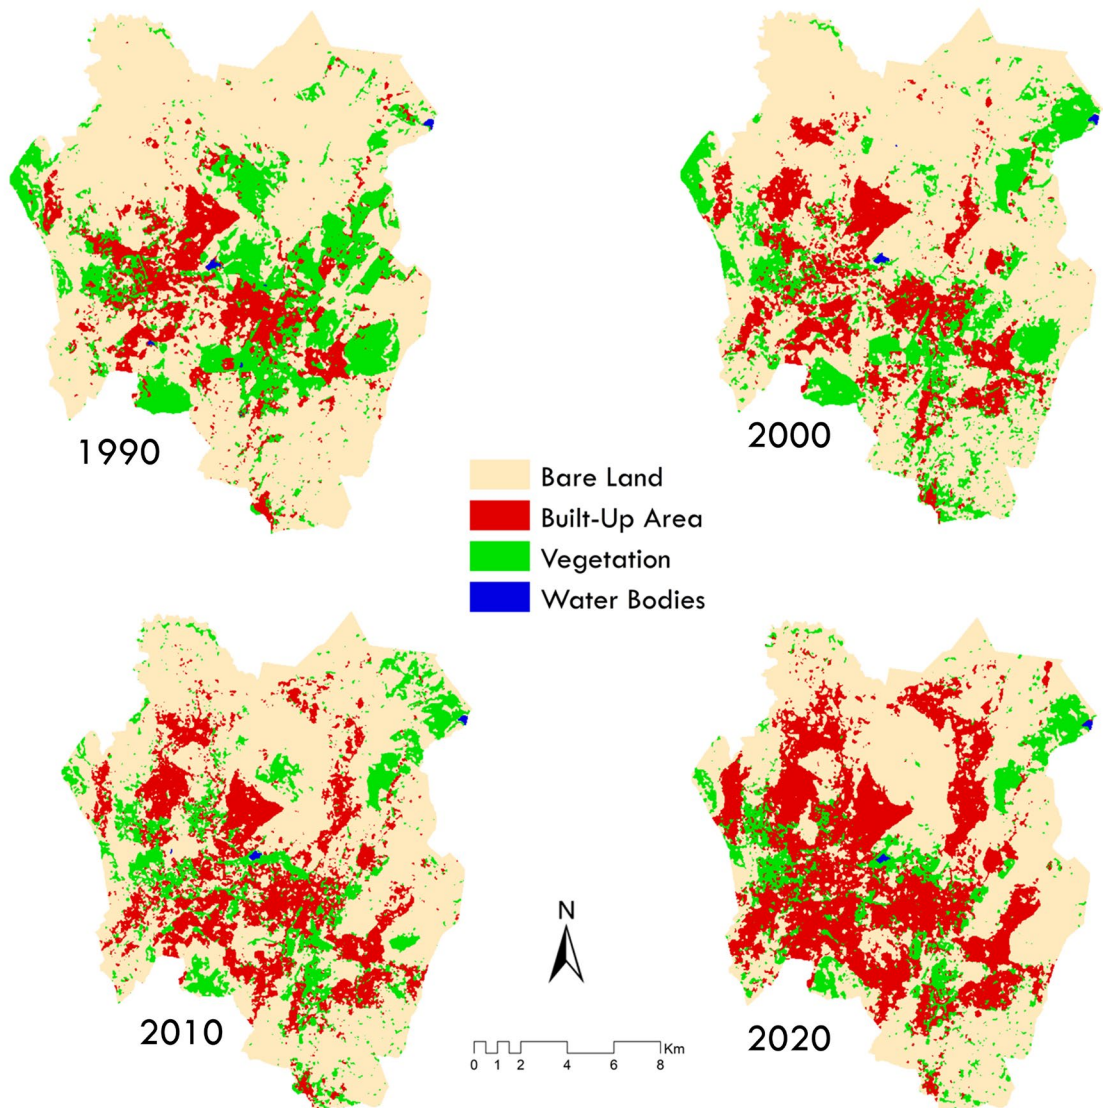 1990
2000
Bare Land
Built-Up Area
Vegetation
Water Bodies
2010
N
2020
Km
0 1 2 4 6 8